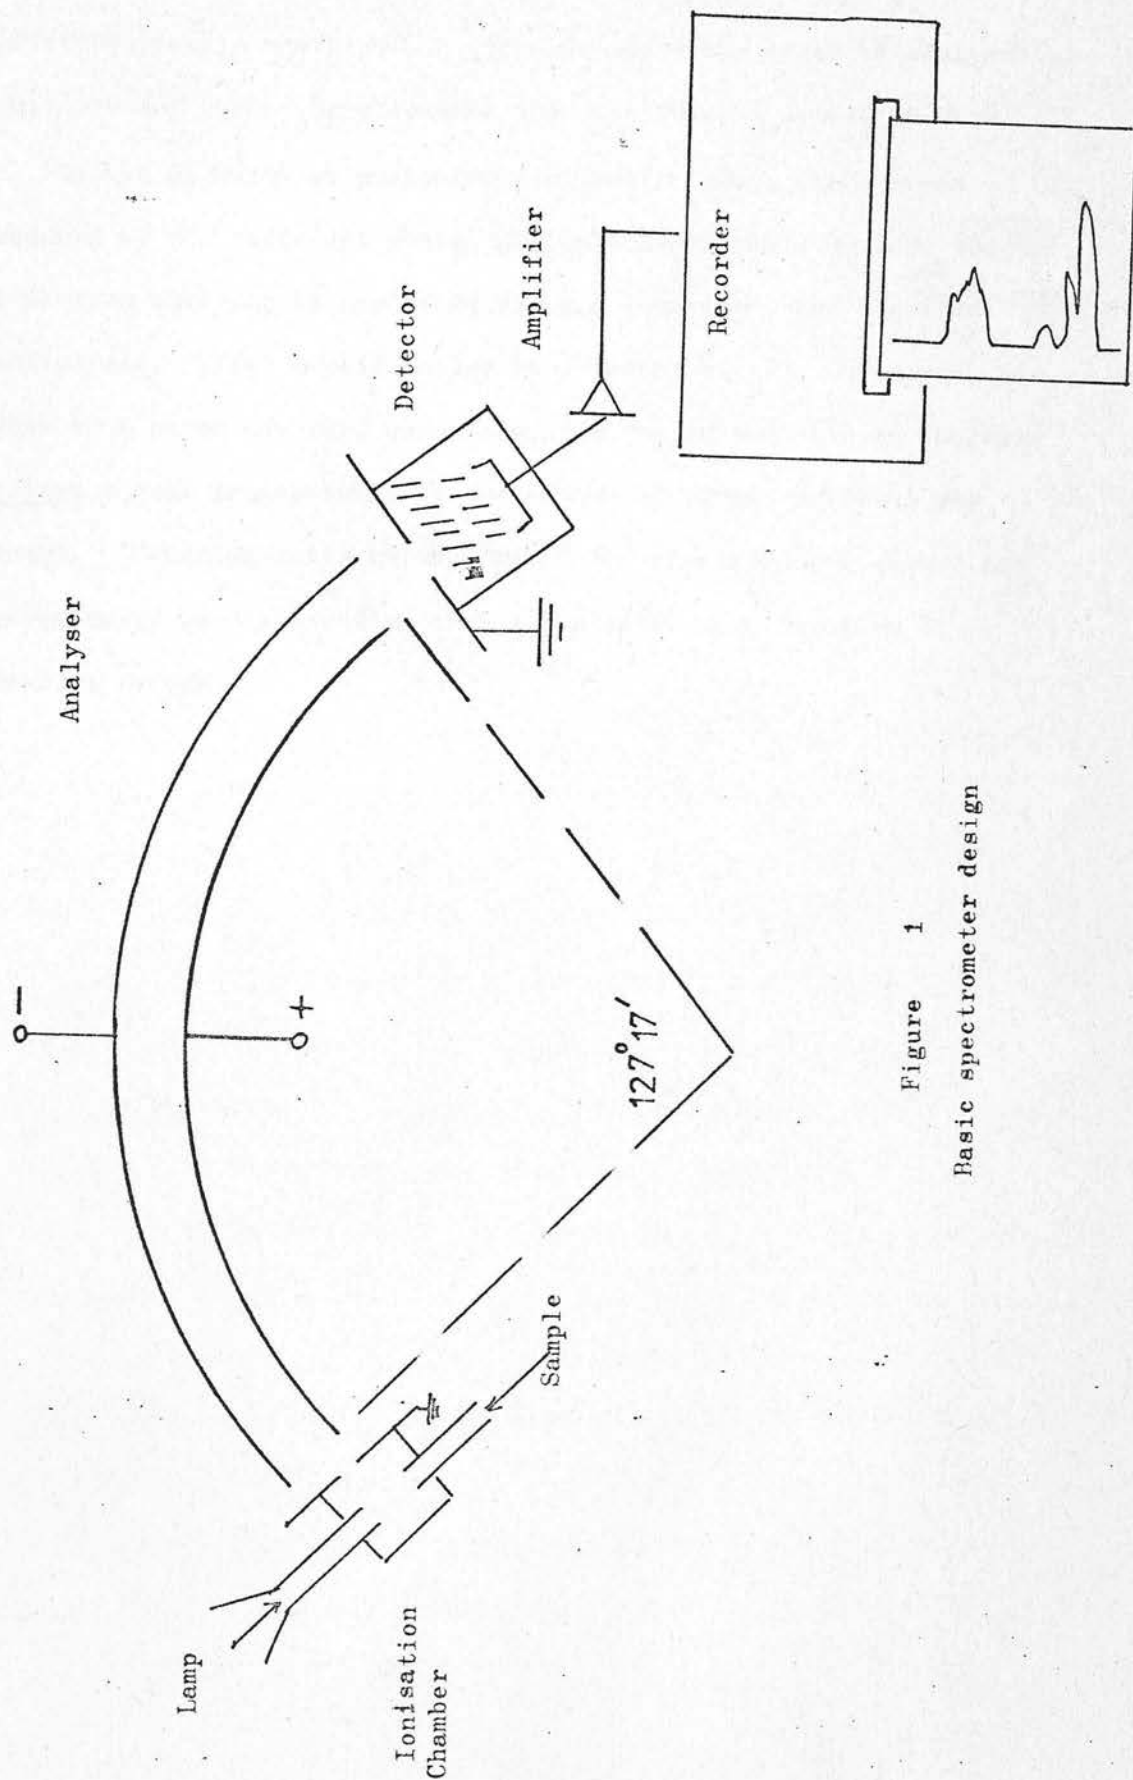 Lamp
Ionisation
Chamber
Sample
−
+
Analyser
127°17′
Detector
Amplifier
Recorder
Figure 1
Basic spectrometer design